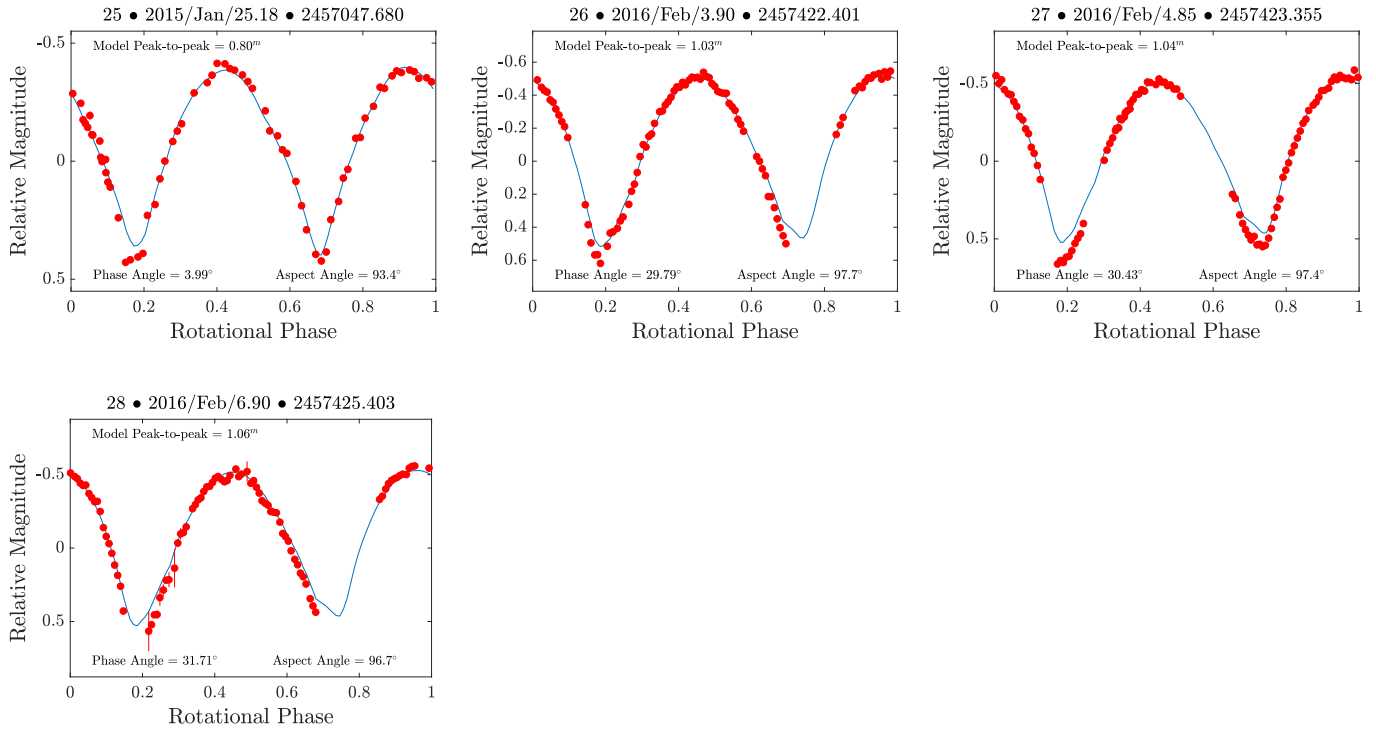 25 • 2015/Jan/25.18 • 2457047.680
Model Peak-to-peak = 0.80ᵐ
-0.5
0
0.5
Relative Magnitude
Phase Angle = 3.99°
Aspect Angle = 93.4°
0 0.2 0.4 0.6 0.8 1
Rotational Phase
26 • 2016/Feb/3.90 • 2457422.401
Model Peak-to-peak = 1.03ᵐ
-0.6
-0.4
-0.2
0
0.2
0.4
0.6
Relative Magnitude
Phase Angle = 29.79°
Aspect Angle = 97.7°
0 0.2 0.4 0.6 0.8 1
Rotational Phase
27 • 2016/Feb/4.85 • 2457423.355
Model Peak-to-peak = 1.04ᵐ
-0.5
0
0.5
Relative Magnitude
Phase Angle = 30.43°
Aspect Angle = 97.4°
0 0.2 0.4 0.6 0.8 1
Rotational Phase
28 • 2016/Feb/6.90 • 2457425.403
Model Peak-to-peak = 1.06ᵐ
-0.5
0
0.5
Relative Magnitude
Phase Angle = 31.71°
Aspect Angle = 96.7°
0 0.2 0.4 0.6 0.8 1
Rotational Phase